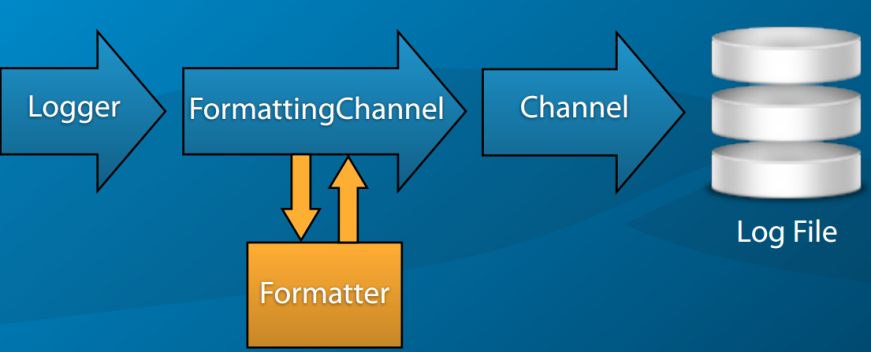 Logger
FormattingChannel
Channel
Log File
Formatter